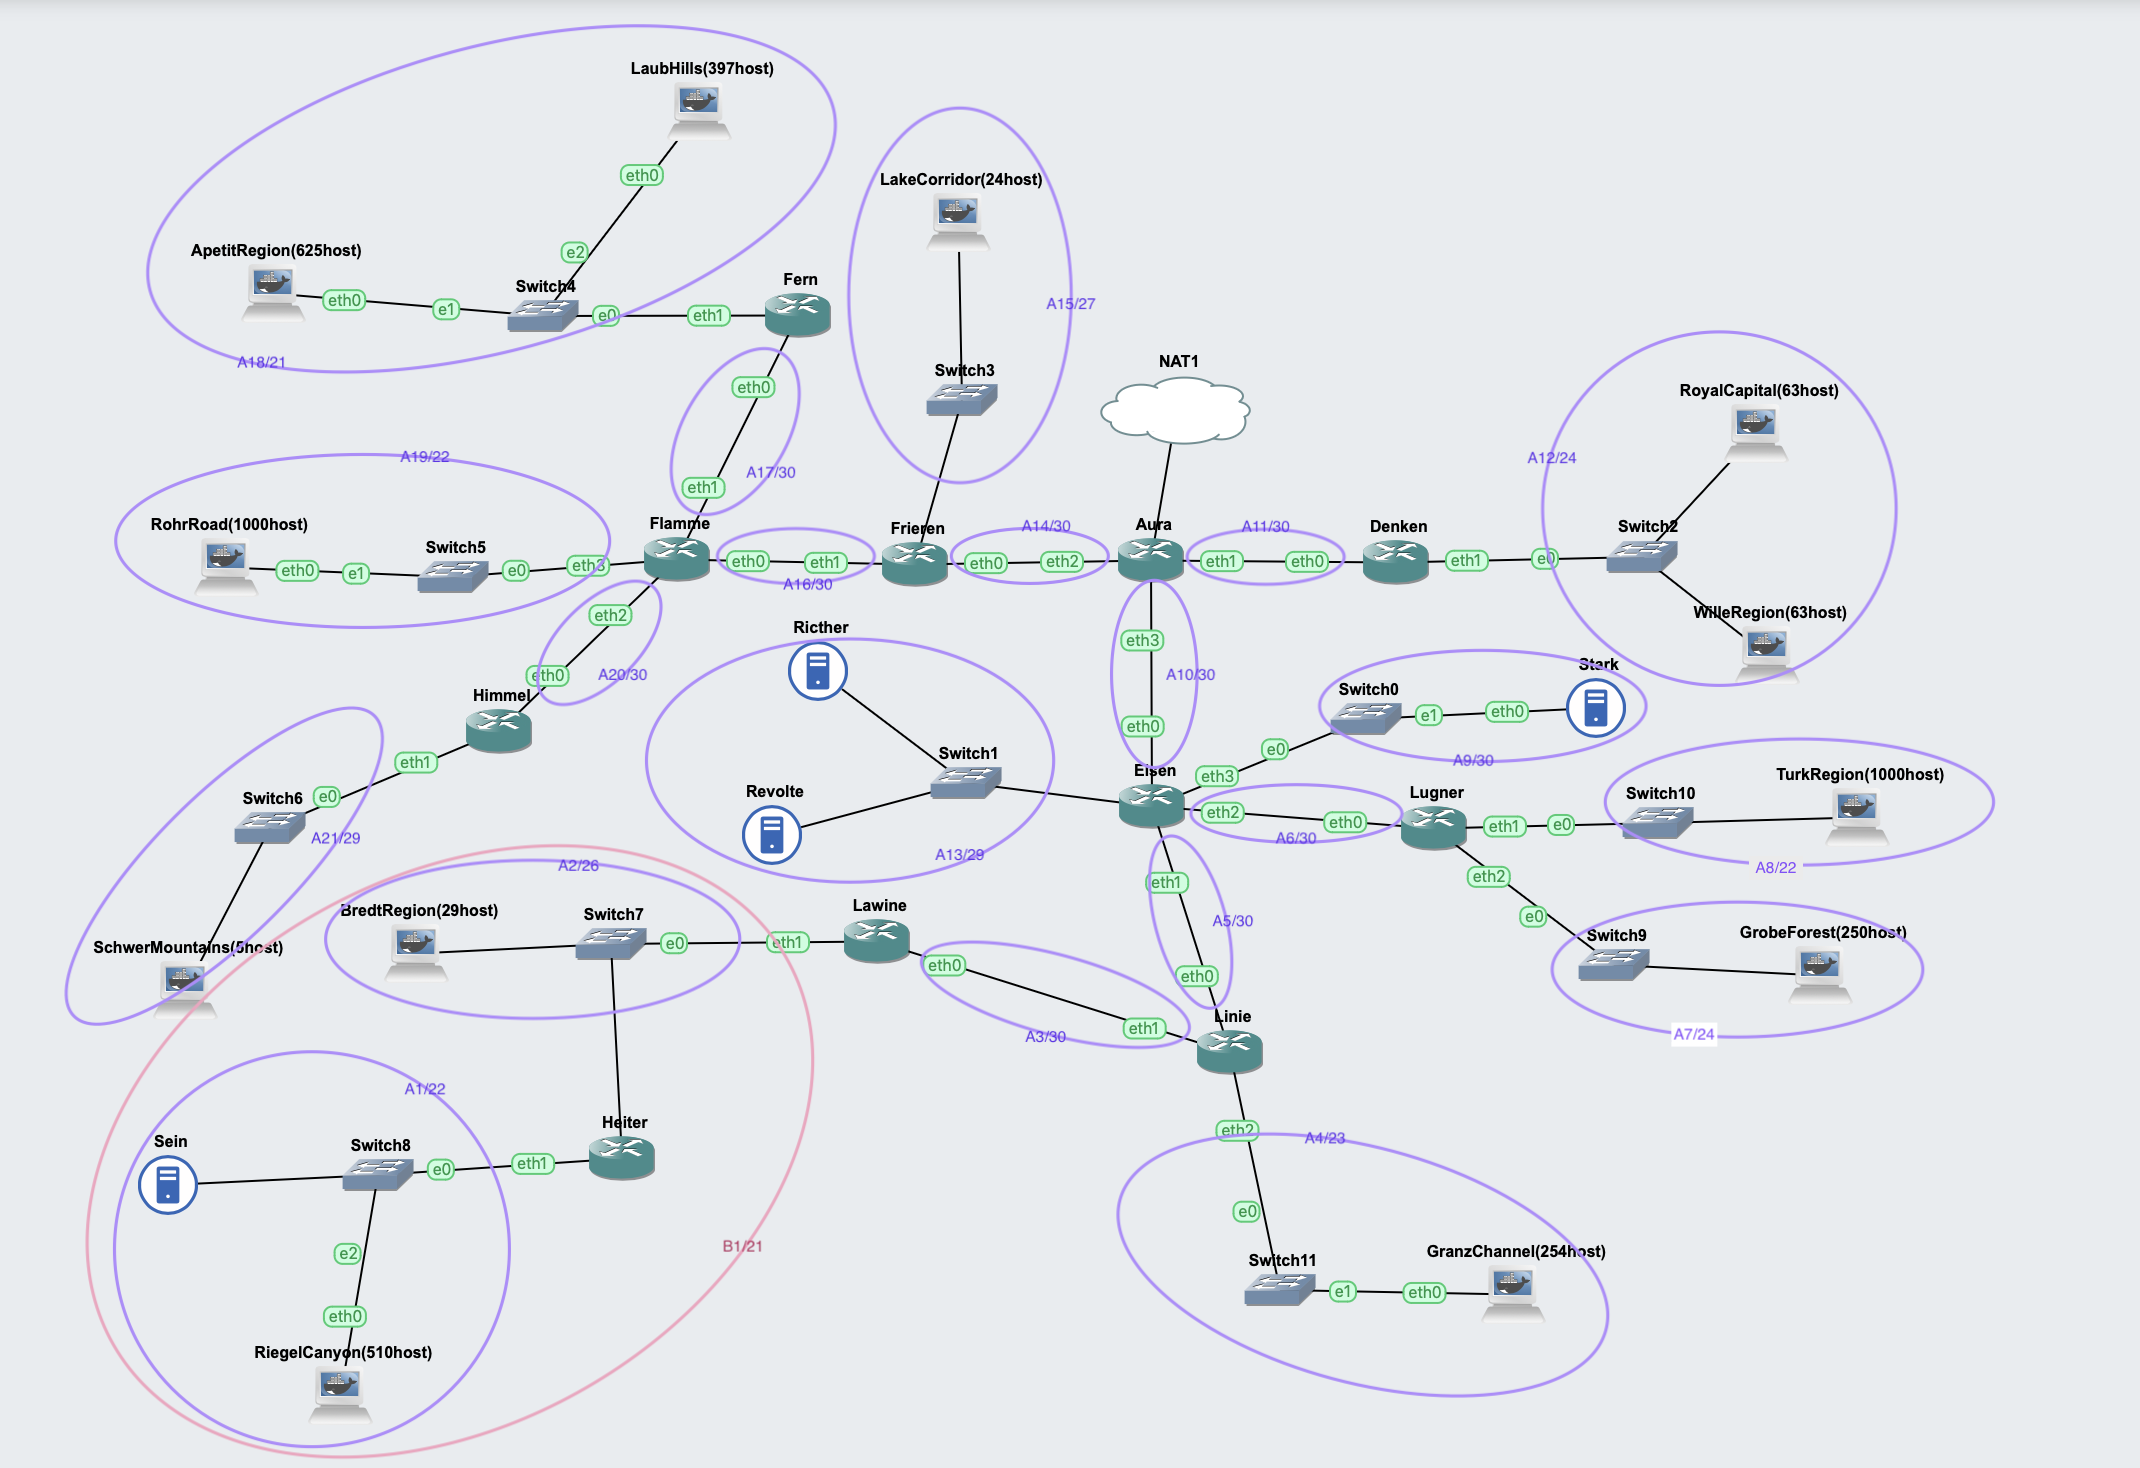 LaubHills(397host)
eth0
e2
ApetitRegion(625host)
eth0
e1
Switch4
e0
eth1
Fern
A18/21
LakeCorridor(24host)
A15/27
Switch3
eth0
A17/30
eth1
NAT1
RoyalCapital(63host)
A12/24
Switch2
WilleRegion(63host)
A19/22
RohrRoad(1000host)
eth0
e1
Switch5
e0
eth3
Flamme
eth0
eth1
A16/30
Frieren
eth0
A14/30
eth2
Aura
eth1
A11/30
eth0
Denken
eth1
e0
eth2
A20/30
eth0
Himmel
eth1
e0
Switch6
A21/29
SchwerMountains(5host)
Ricther
Switch1
Revolte
A13/29
eth3
A10/30
eth0
Eisen
eth3
e0
Switch0
e1
eth0
Stark
A9/30
eth2
eth0
A6/30
Lugner
eth1
e0
Switch10
TurkRegion(1000host)
A8/22
eth2
e0
Switch9
GrobeForest(250host)
A7/24
eth1
A5/30
eth0
Linie
A2/26
BredtRegion(29host)
Switch7
e0
eth1
Lawine
eth0
A3/30
eth1
A1/22
Sein
Switch8
e0
eth1
Heiter
e2
eth0
RiegelCanyon(510host)
B1/21
eth2
A4/23
e0
Switch11
e1
eth0
GranzChannel(254host)